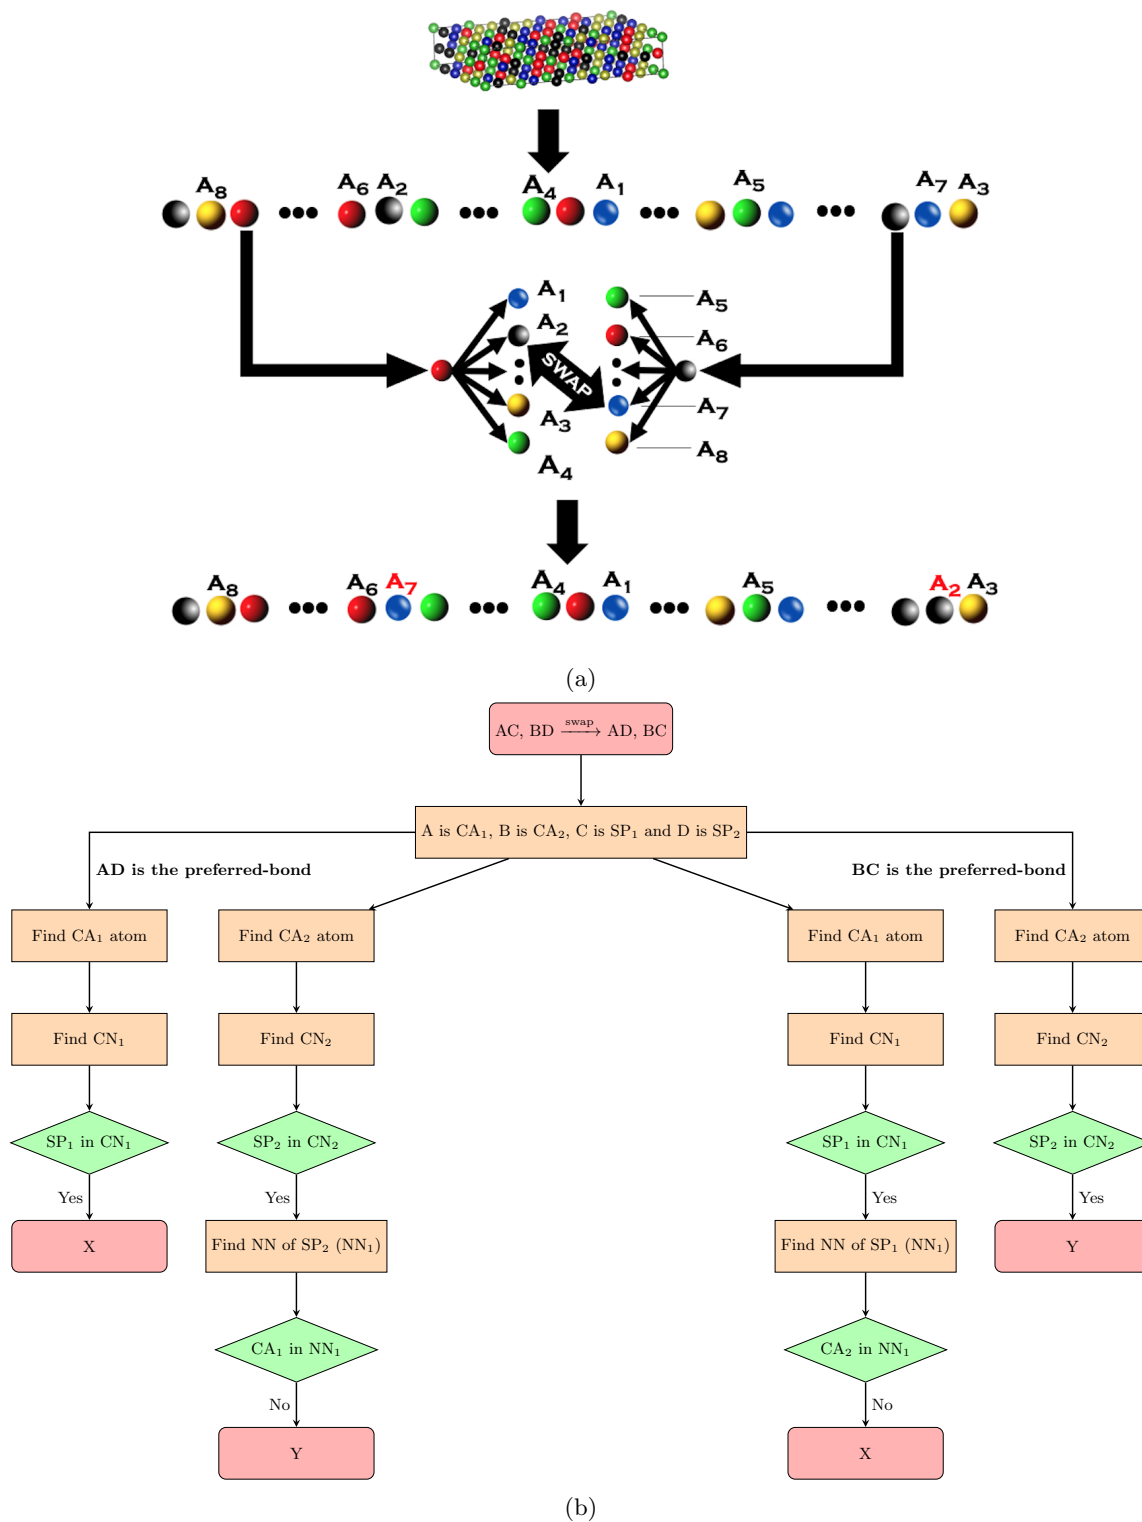 A₈ A₆ A₂ A₄ A₁ A₅ A₇ A₃
A₁ A₅
A₂ A₆
SWAP
A₃ A₇
A₄ A₈
A₈ A₆ A₇ A₄ A₁ A₅ A₂ A₃
(a)
AC, BD swap⟶ AD, BC
A is CA₁, B is CA₂, C is SP₁ and D is SP₂
AD is the preferred-bond BC is the preferred-bond
Find CA₁ atom Find CA₂ atom Find CA₁ atom Find CA₂ atom
Find CN₁ Find CN₂ Find CN₁ Find CN₂
SP₁ in CN₁ SP₂ in CN₂ SP₁ in CN₁ SP₂ in CN₂
Yes Yes Yes Yes
X Find NN of SP₂ (NN₁) Find NN of SP₁ (NN₁) Y
CA₁ in NN₁ CA₂ in NN₁
No No
Y X
(b)